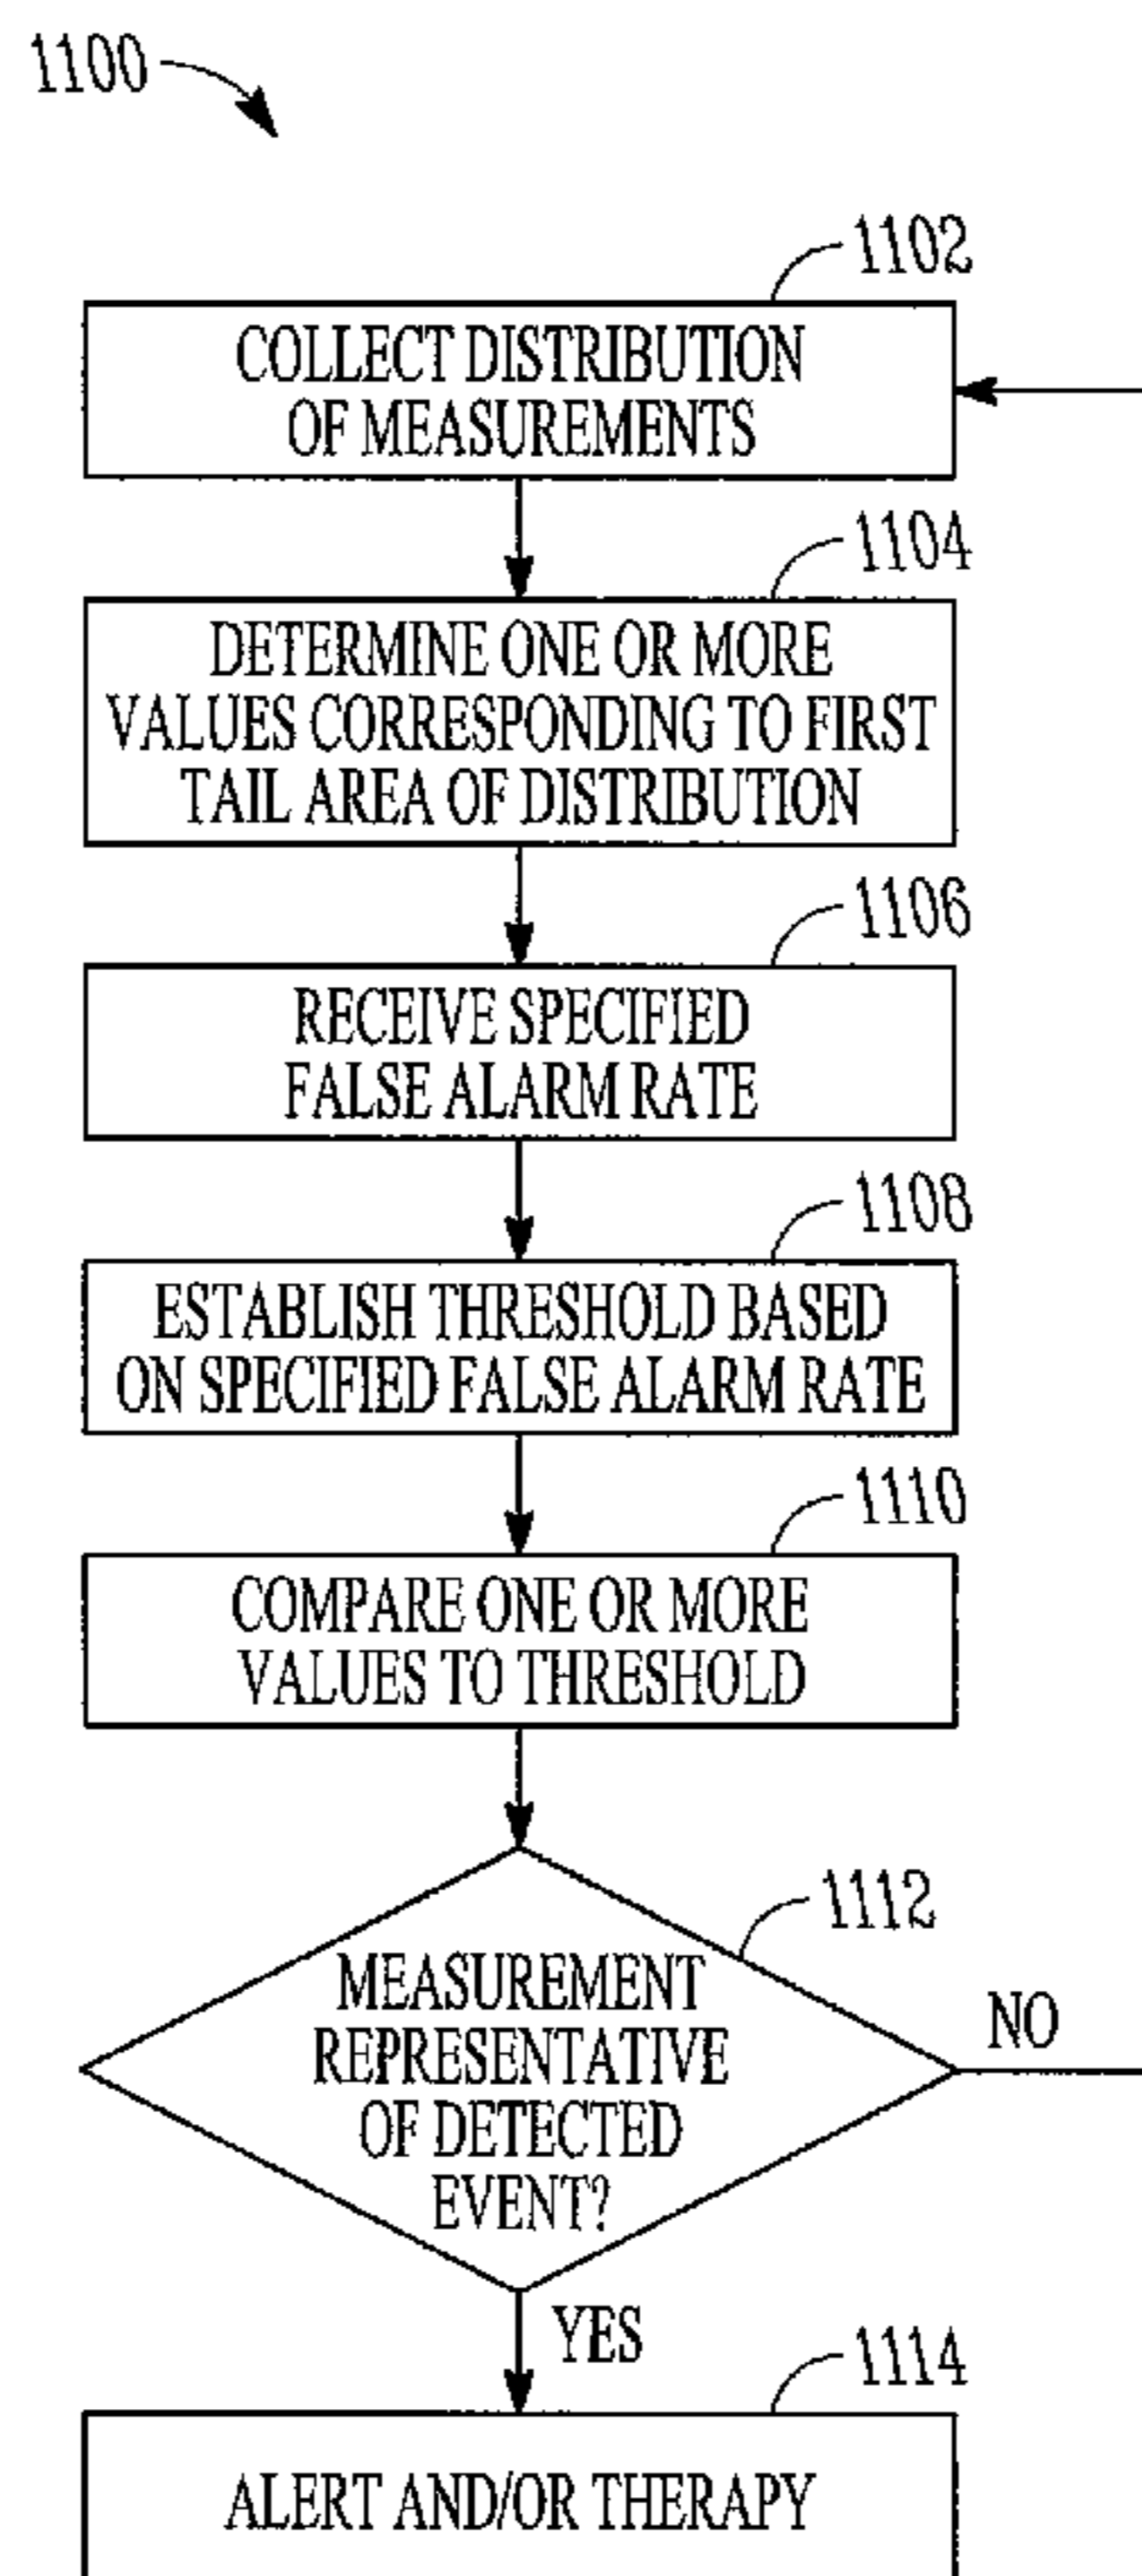 1100
1102
COLLECT DISTRIBUTION
OF MEASUREMENTS
1104
DETERMINE ONE OR MORE
VALUES CORRESPONDING TO FIRST
TAIL AREA OF DISTRIBUTION
1106
RECEIVE SPECIFIED
FALSE ALARM RATE
1108
ESTABLISH THRESHOLD BASED
ON SPECIFIED FALSE ALARM RATE
1110
COMPARE ONE OR MORE
VALUES TO THRESHOLD
1112
MEASUREMENT
REPRESENTATIVE
OF DETECTED
EVENT?
NO
YES
1114
ALERT AND/OR THERAPY